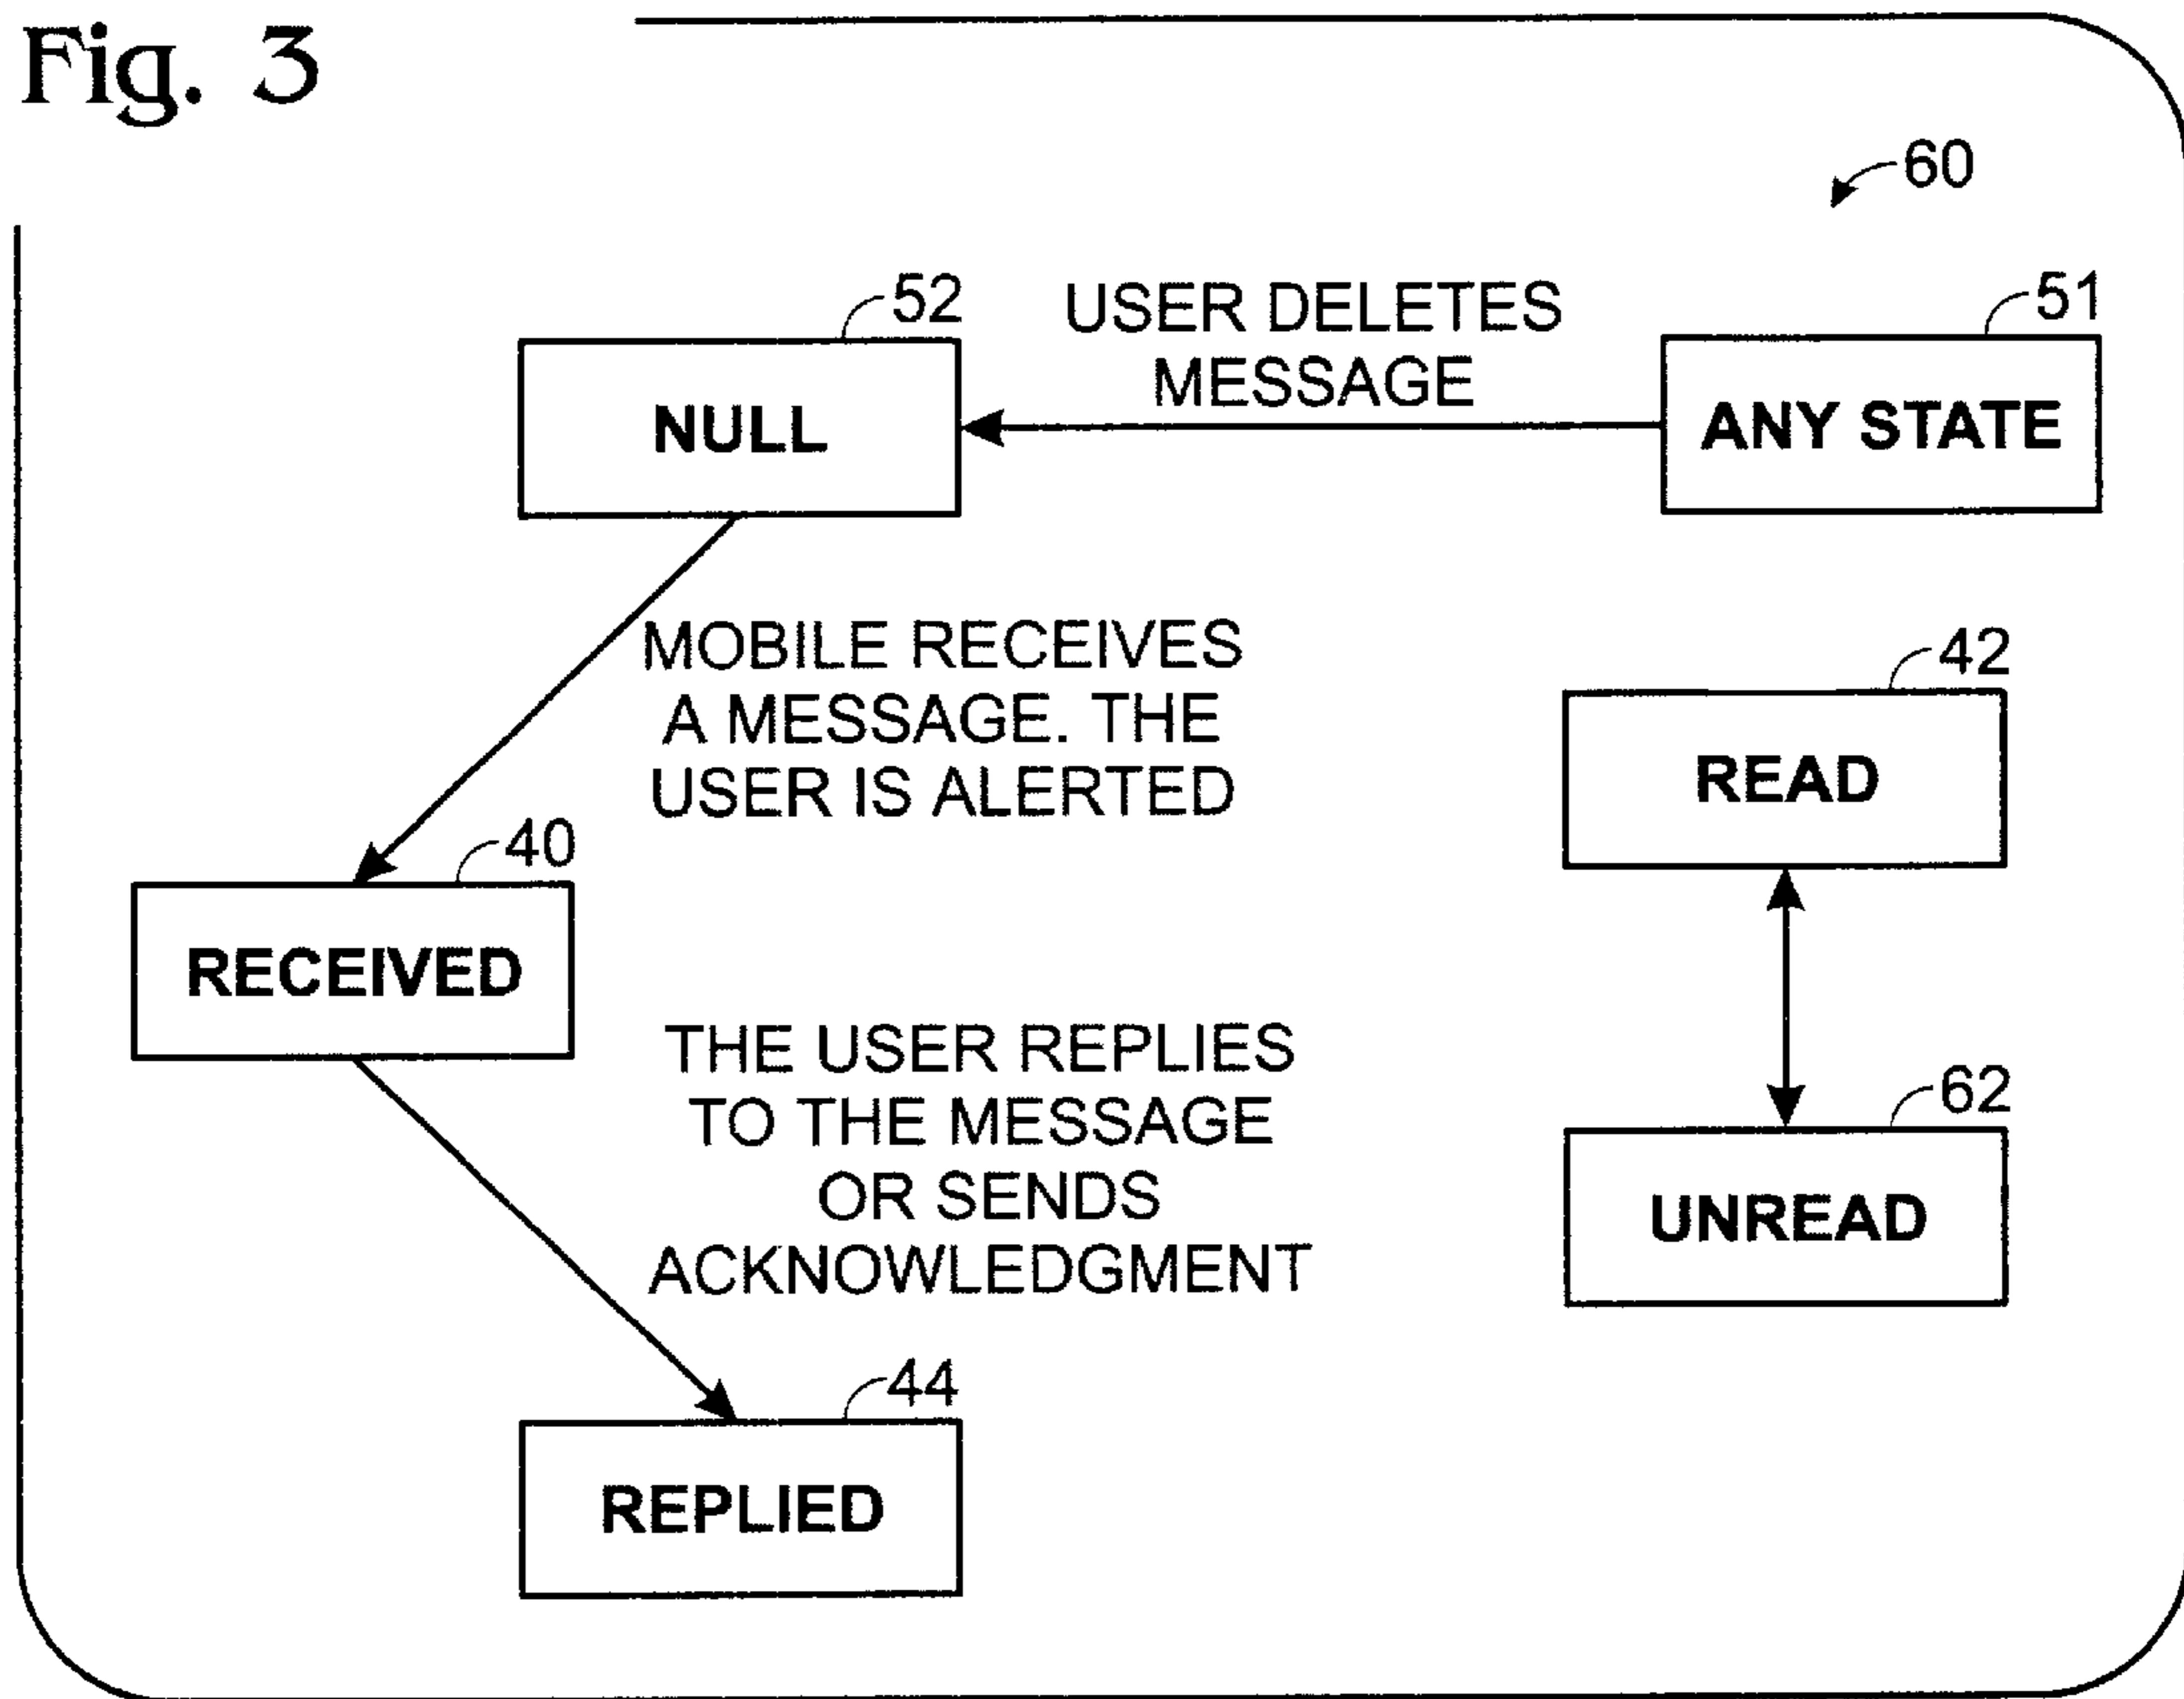 Fig. 3
60
52
USER DELETES
MESSAGE
51
NULL
ANY STATE
MOBILE RECEIVES
A MESSAGE. THE
USER IS ALERTED
42
READ
40
RECEIVED
THE USER REPLIES
TO THE MESSAGE
OR SENDS
ACKNOWLEDGMENT
62
UNREAD
44
REPLIED